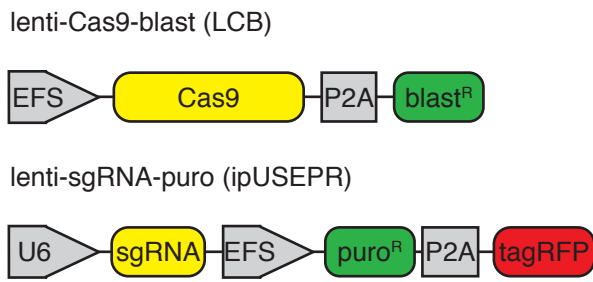 lenti-Cas9-blast (LCB)
EFS Cas9 P2A blastᴿ
lenti-sgRNA-puro (ipUSEPR)
U6 sgRNA EFS puroᴿ P2A tagRFP